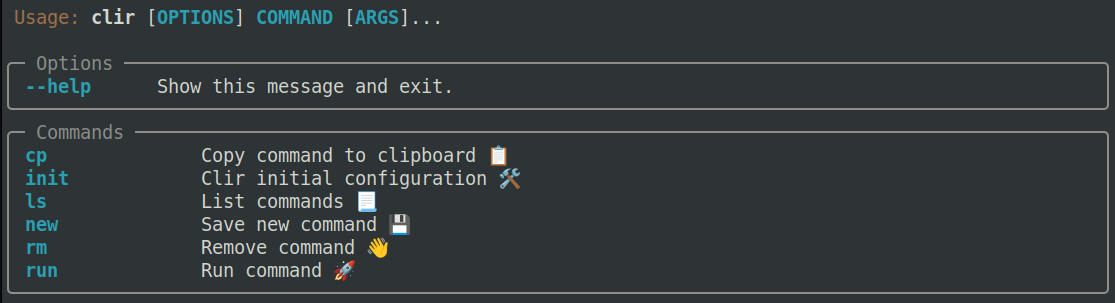 Usage: clir [OPTIONS] COMMAND [ARGS]...
Options
--help Show this message and exit.
Commands
cp Copy command to clipboard 📋
init Clir initial configuration 🛠
ls List commands 📃
new Save new command 💾
rm Remove command 👋
run Run command 🚀